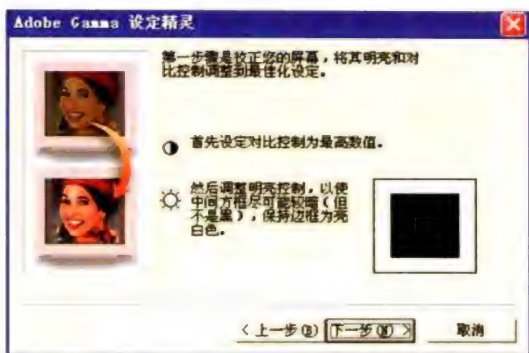 Adobe Gamma 设定精灵
第一步骤是校正您的屏幕，将其明亮和对
比控制调整到最佳化设定。
首先设定对比控制为最高数值。
然后调整明亮控制，以使
中间方框尽可能较暗（但
不是黑），保持边框为亮
白色。
< 上一步(B)
下一步(N) >
取消